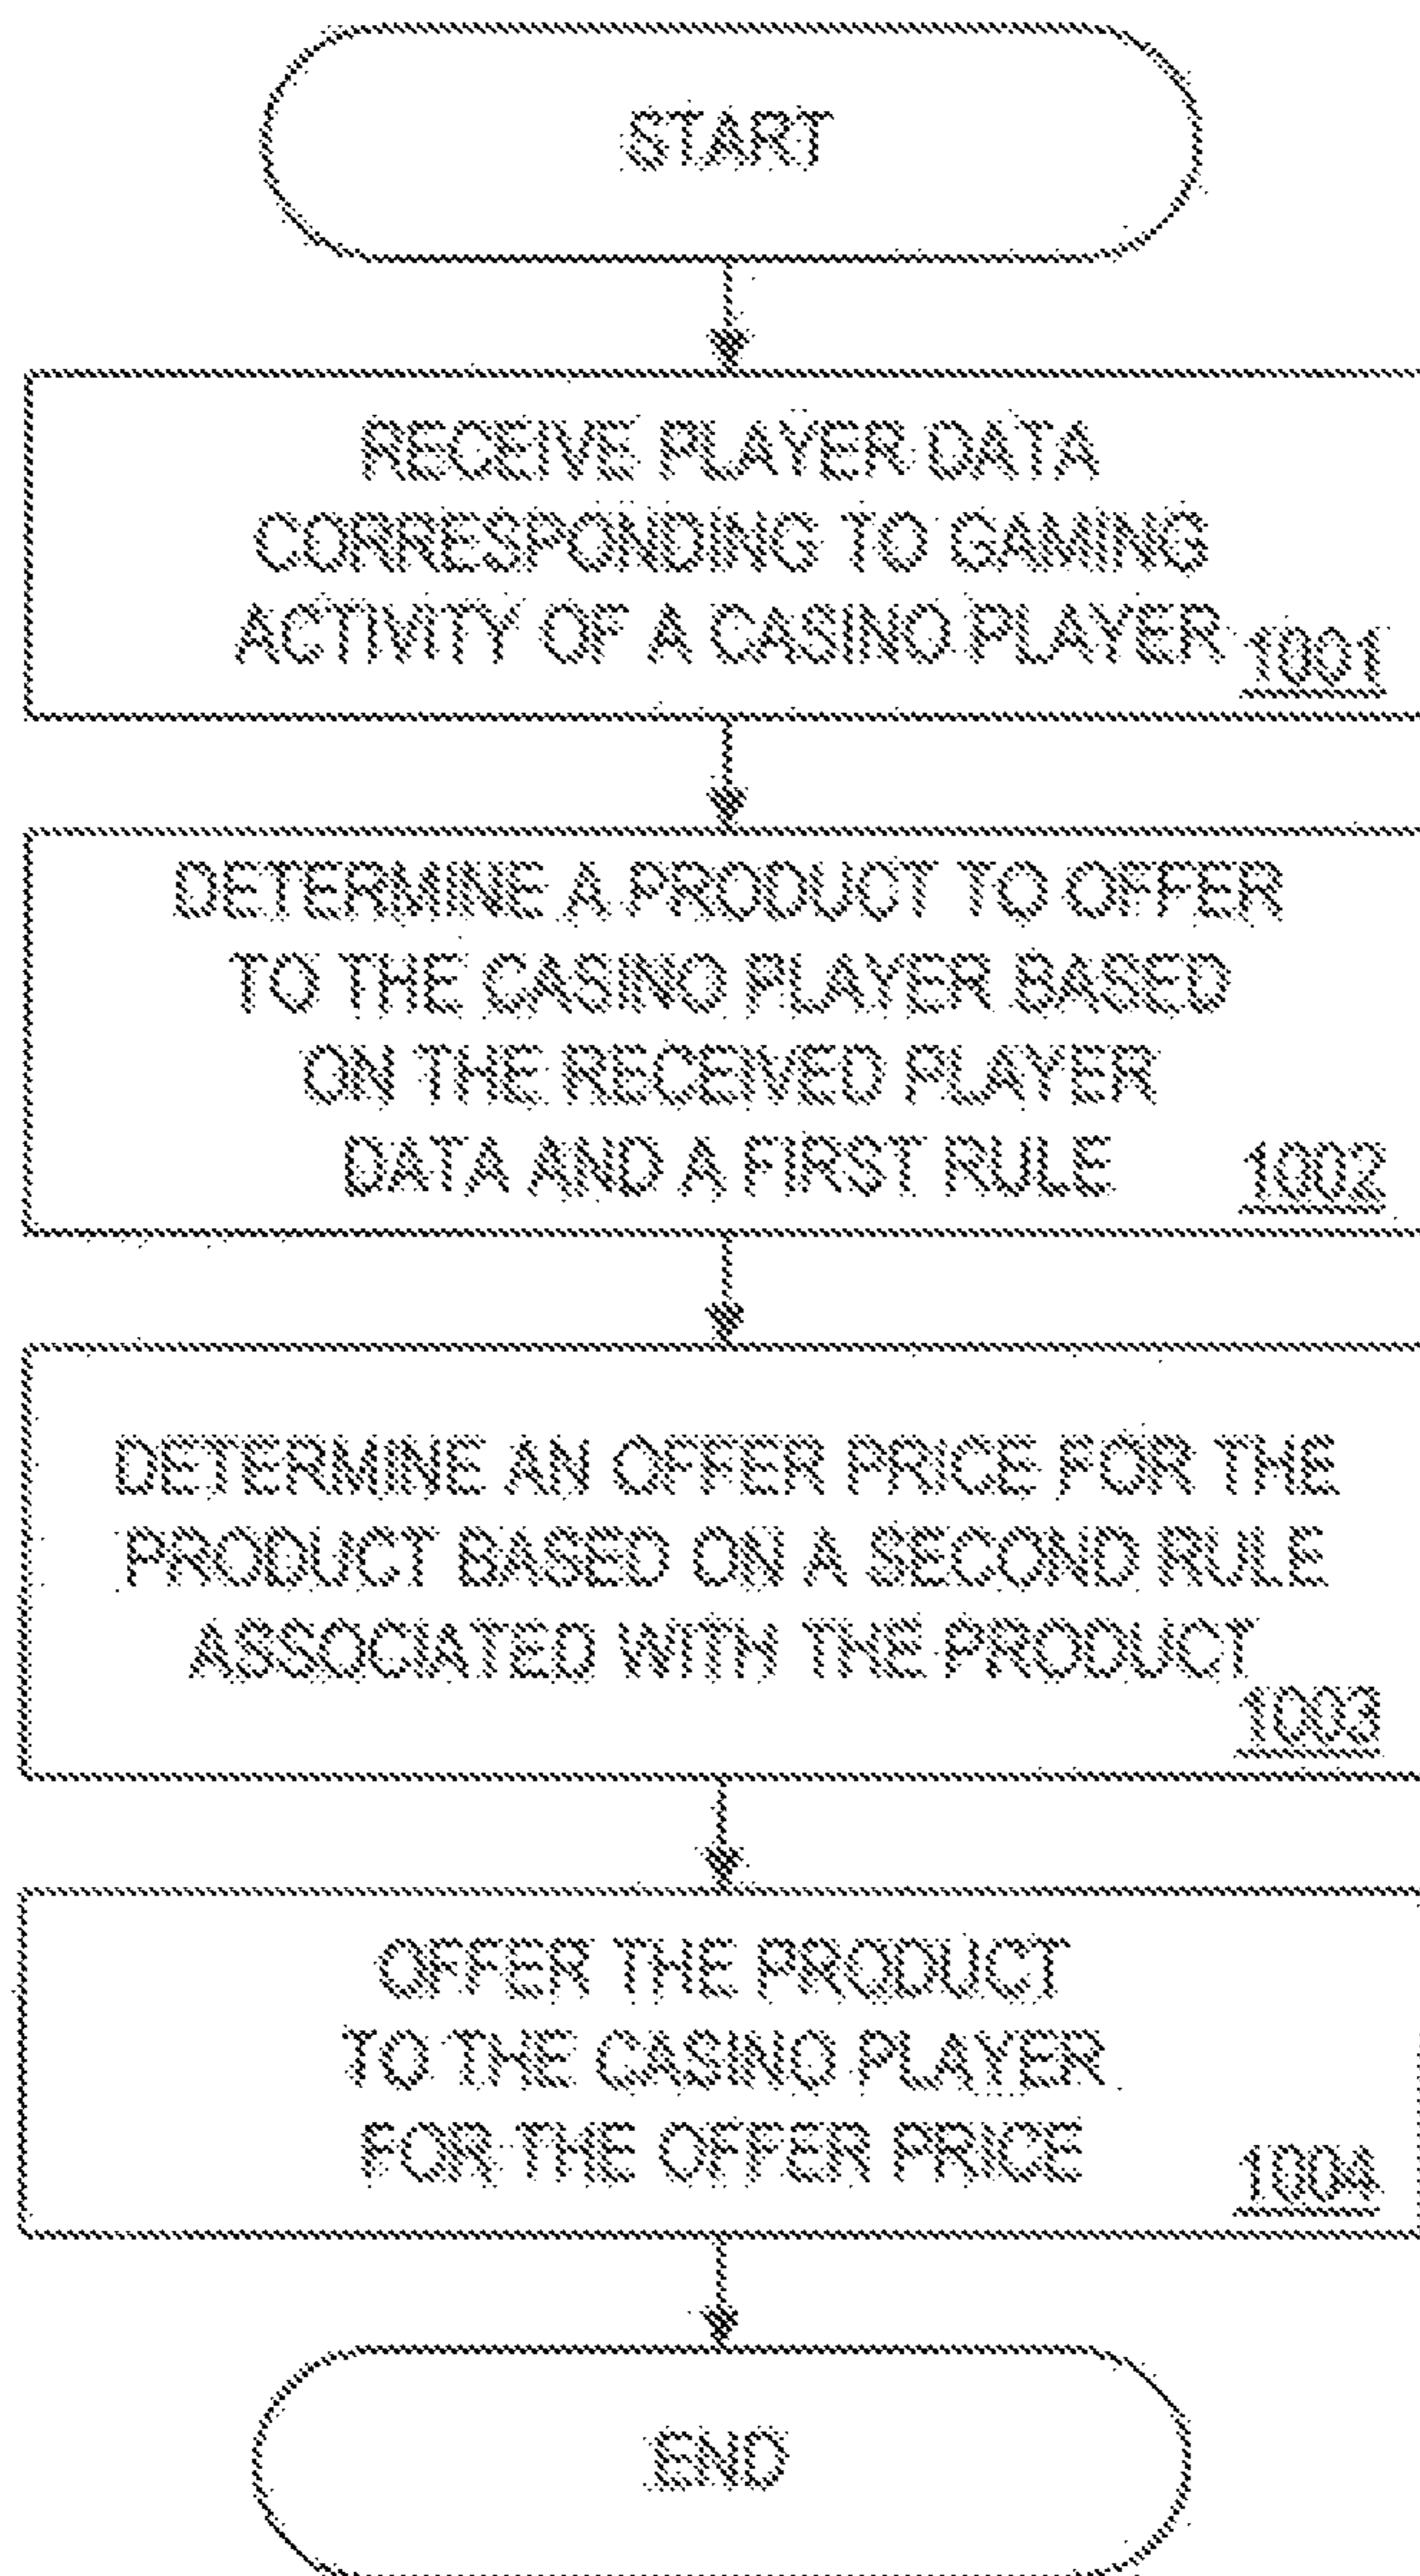 START
RECEIVE PLAYER DATA
CORRESPONDING TO GAMING
ACTIVITY OF A CASINO PLAYER
1001
DETERMINE A PRODUCT TO OFFER
TO THE CASINO PLAYER BASED
ON THE RECEIVED PLAYER
DATA AND A FIRST RULE
1002
DETERMINE AN OFFER PRICE FOR THE
PRODUCT BASED ON A SECOND RULE
ASSOCIATED WITH THE PRODUCT
1003
OFFER THE PRODUCT
TO THE CASINO PLAYER
FOR THE OFFER PRICE
1004
END